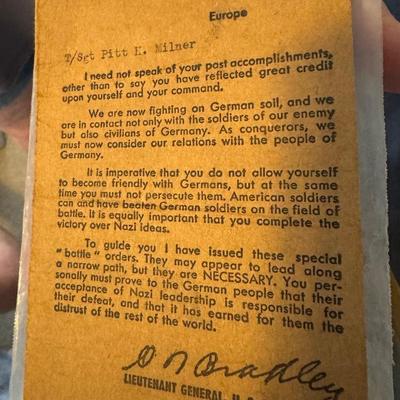 Europe
T/Sgt Pitt H. Milner
I need not speak of your past accomplishments,
other than to say you have reflected great credit
upon yourself and your command.
We are now fighting on German soil, and we
are in contact not only with the soldiers of our enemy
but also civilians of Germany. As conquerors, we
must now consider our relations with the people of
Germany.
It is imperative that you do not allow yourself
to become friendly with Germans, but at the same
time you must not persecute them. American soldiers
can and have beaten German soldiers on the field of
battle. It is equally important that you complete the
victory over Nazi ideas.
To guide you I have issued these special
"battle" orders. They may appear to lead along
a narrow path, but they are NECESSARY. You per-
sonally must prove to the German people that their
acceptance of Nazi leadership is responsible for
their defeat, and that it has earned for them the
distrust of the rest of the world.
O N Bradley
LIEUTENANT GENERAL, U. S.